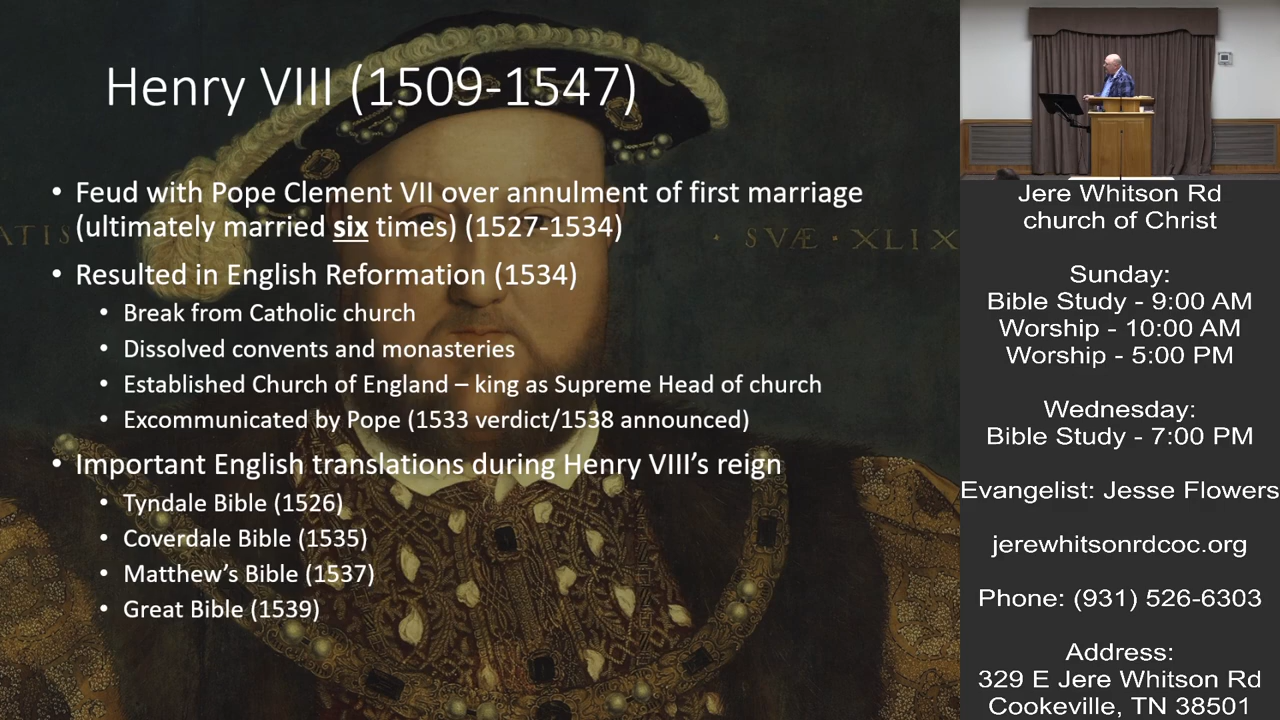 Henry VIII (1509-1547)
• Feud with Pope Clement VII over annulment of first marriage
(ultimately married six times) (1527-1534)
• Resulted in English Reformation (1534)
• Break from Catholic church
• Dissolved convents and monasteries
• Established Church of England – king as Supreme Head of church
• Excommunicated by Pope (1533 verdict/1538 announced)
• Important English translations during Henry VIII’s reign
• Tyndale Bible (1526)
• Coverdale Bible (1535)
• Matthew’s Bible (1537)
• Great Bible (1539)
ATIS
· SVÆ · XLIX
Jere Whitson Rd
church of Christ
Sunday:
Bible Study - 9:00 AM
Worship - 10:00 AM
Worship - 5:00 PM
Wednesday:
Bible Study - 7:00 PM
Evangelist: Jesse Flowers
jerewhitsonrdcoc.org
Phone: (931) 526-6303
Address:
329 E Jere Whitson Rd
Cookeville, TN 38501